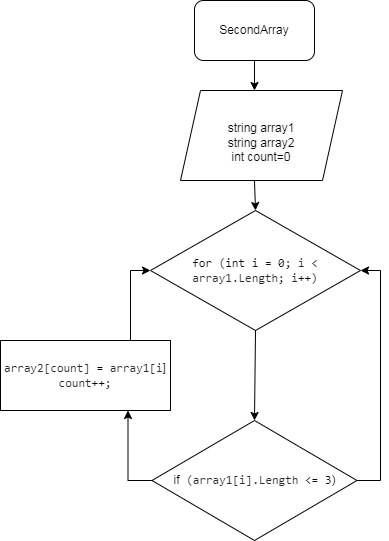 SecondArray
string array1
string array2
int count=0
for (int i = 0; i <
array1.Length; i++)
array2[count] = array1[i]
count++;
if (array1[i].Length <= 3)